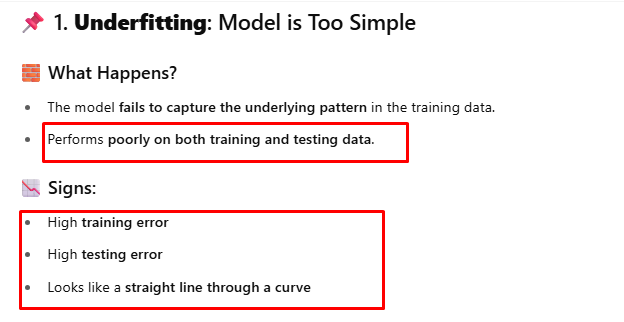 📌 1. Underfitting: Model is Too Simple
🧱 What Happens?
• The model fails to capture the underlying pattern in the training data.
• Performs poorly on both training and testing data.
📉 Signs:
• High training error
• High testing error
• Looks like a straight line through a curve